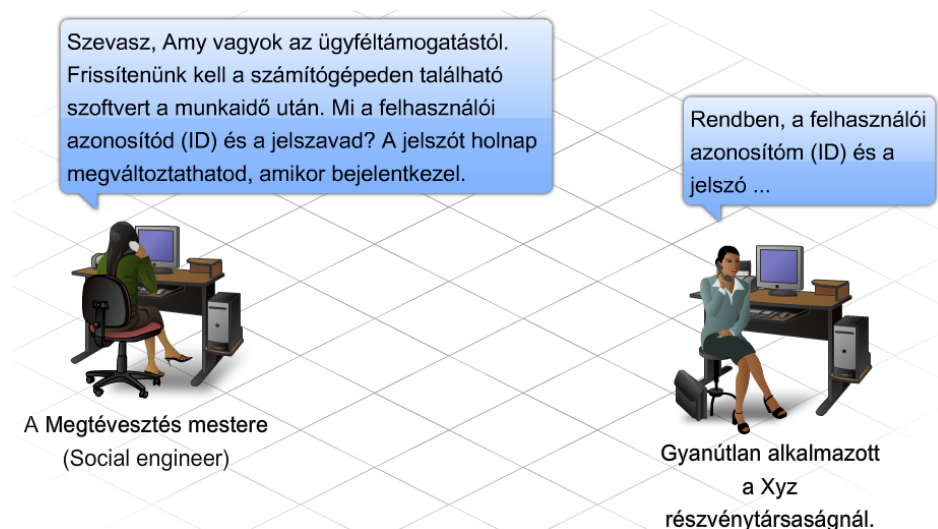 Szevasz, Amy vagyok az ügyféltámogatástól.
Frissítenünk kell a számítógépeden található
szoftvert a munkaidő után. Mi a felhasználói
azonosítód (ID) és a jelszavad? A jelszót holnap
megváltoztathatod, amikor bejelentkezel.
Rendben, a felhasználói
azonosítóm (ID) és a
jelszó ...
A Megtévesztés mestere
(Social engineer)
Gyanútlan alkalmazott
a Xyz
részvénytársaságnál.